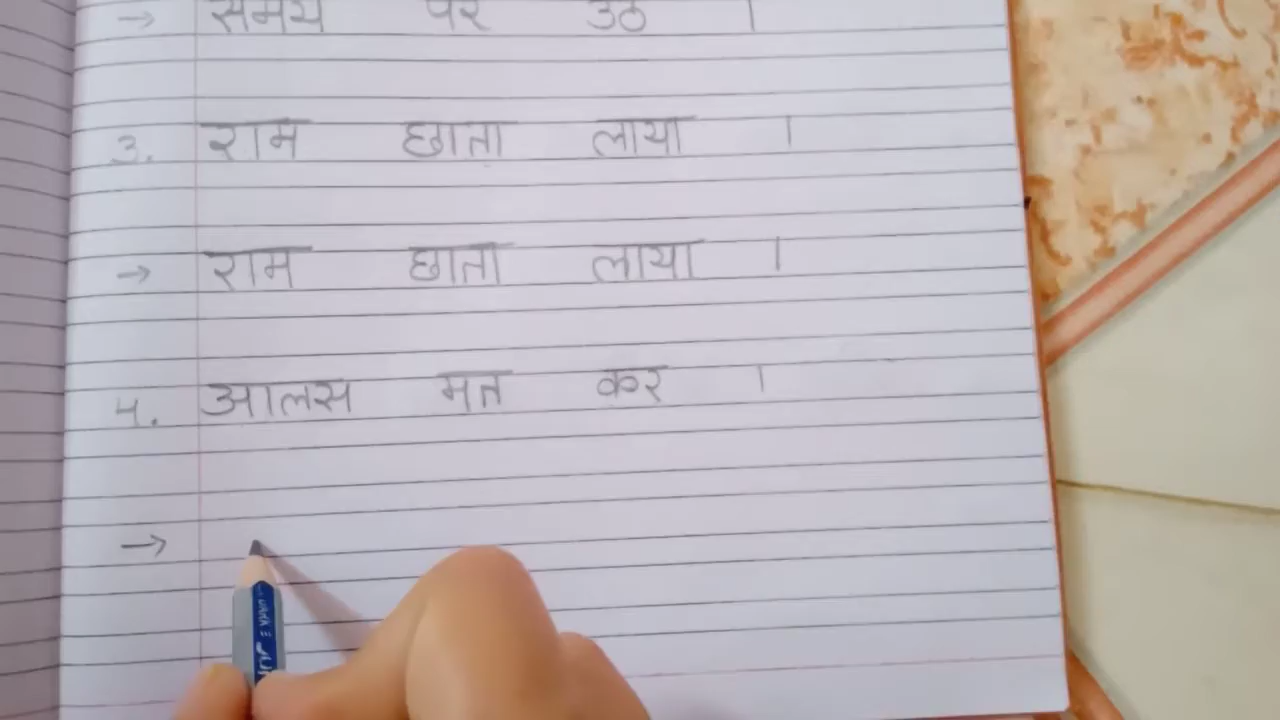 → समय पर उठ ।
3. राम छाता लाया ।
→ राम छाता लाया ।
4. आलस मत कर ।
→